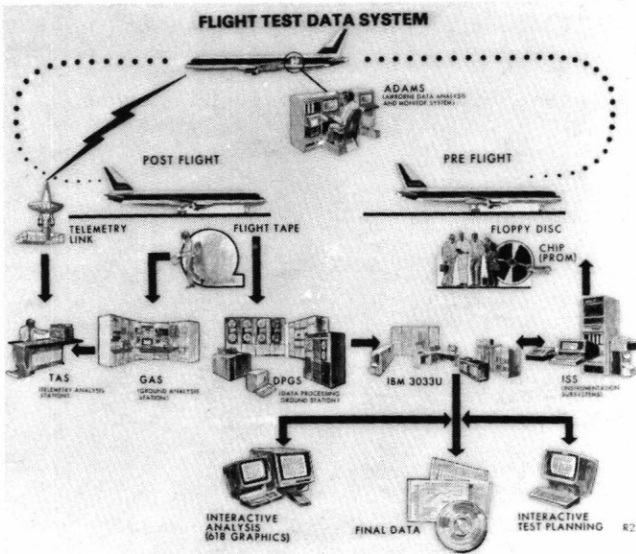 FLIGHT TEST DATA SYSTEM
ADAMS
(AIRBORNE DATA ANALYSIS
AND MONITOR SYSTEM)
POST FLIGHT
PRE FLIGHT
TELEMETRY
LINK
FLIGHT TAPE
FLOPPY DISC
CHIP
(PROM)
TAS
(TELEMETRY ANALYSIS
STATION)
GAS
(GROUND ANALYSIS
STATION)
DPGS
(DATA PROCESSING
GROUND STATION)
IBM 3033U
ISS
(INSTRUMENTATION
SUBSYSTEMS)
INTERACTIVE
ANALYSIS
(618 GRAPHICS)
FINAL DATA
INTERACTIVE
TEST PLANNING
R2